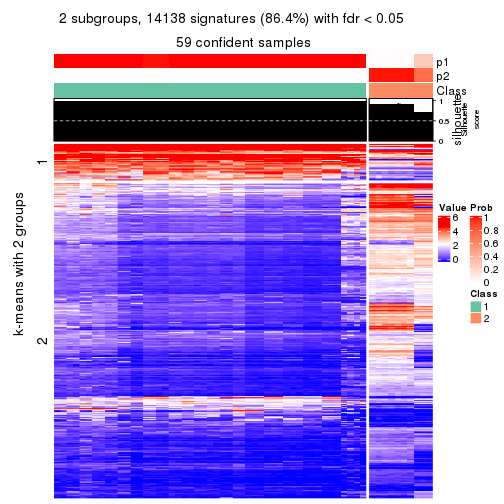 2 subgroups, 14138 signatures (86.4%) with fdr < 0.05
59 confident samples
p1
p2
Class
1
0.5
0
silhouette
Silhouette
score
k-means with 2 groups
1
2
Value
6
4
2
0
Prob
1
0.8
0.6
0.4
0.2
0
Class
1
2